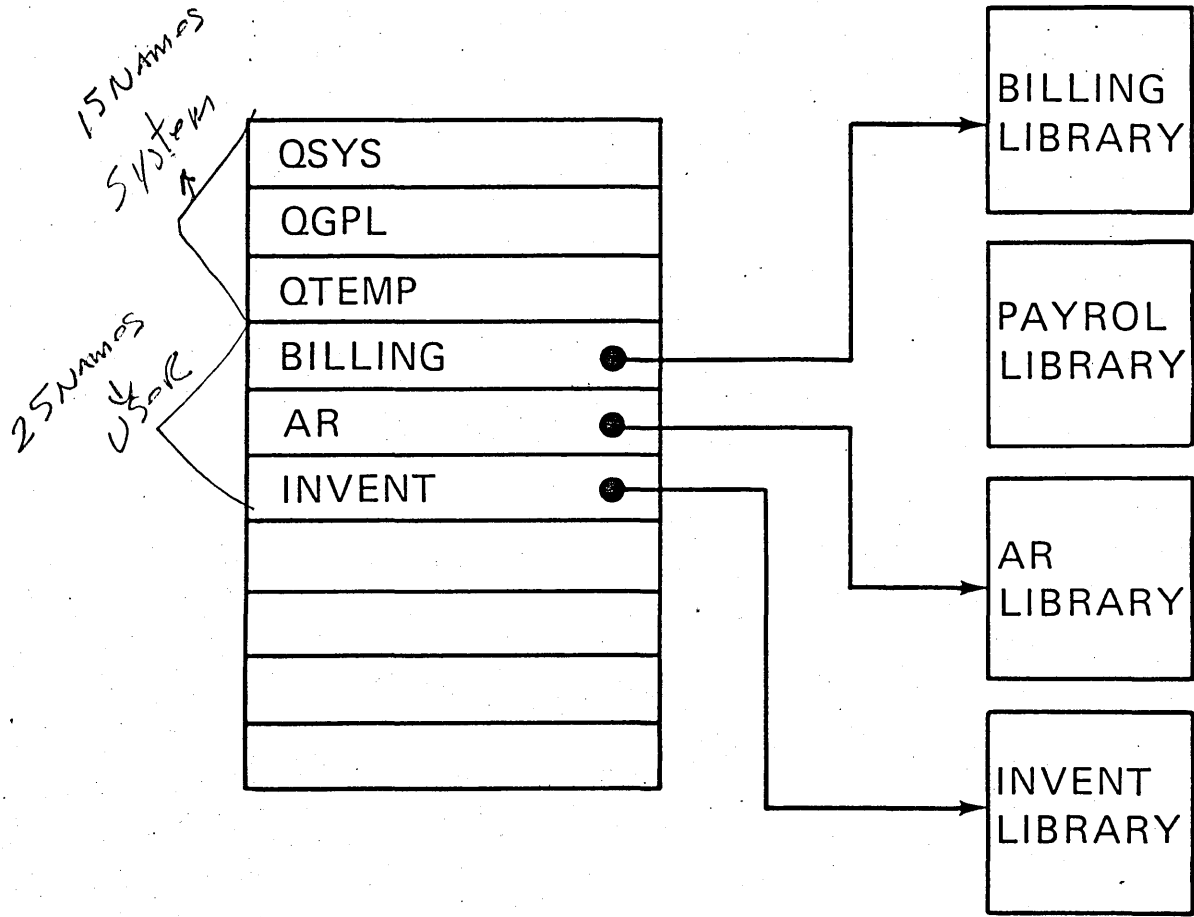 15 Names
System
QSYS
QGPL
QTEMP
BILLING
AR
INVENT
25 Names
User
BILLING
LIBRARY
PAYROL
LIBRARY
AR
LIBRARY
INVENT
LIBRARY